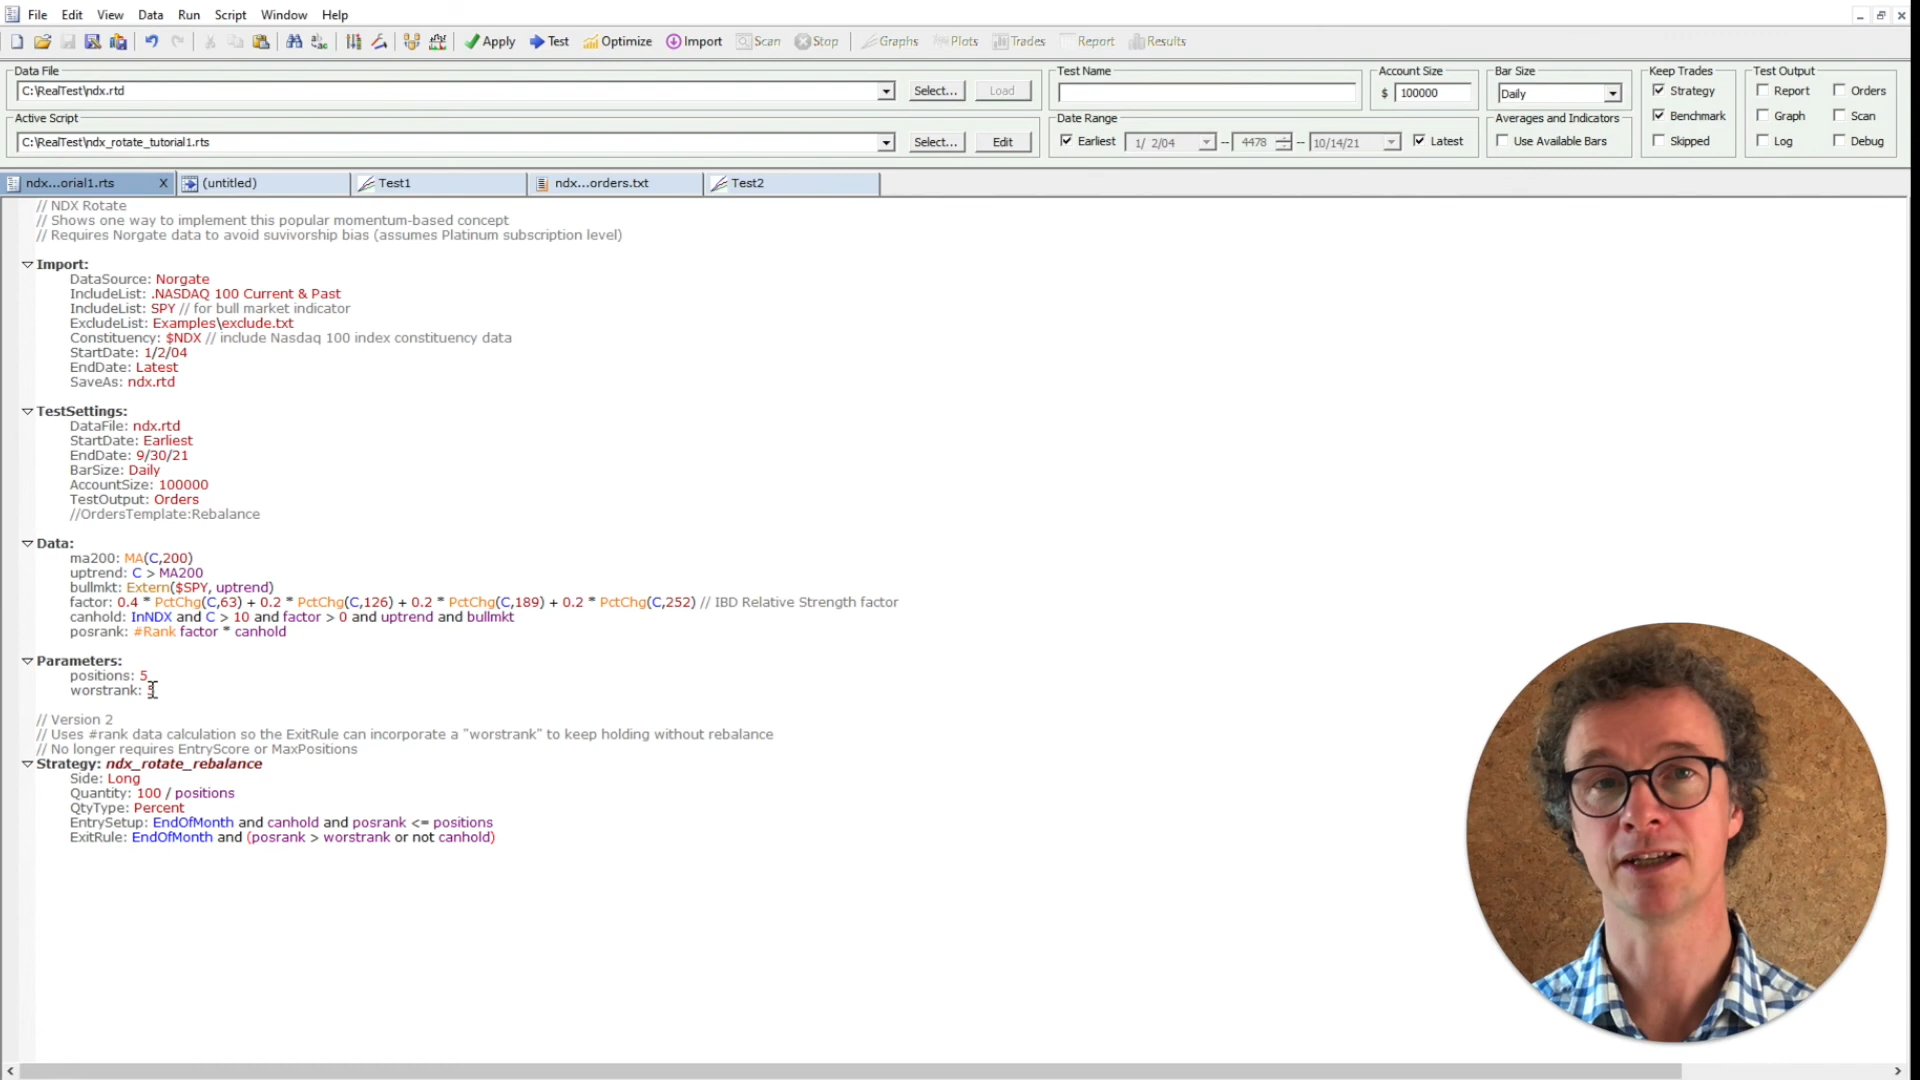 File Edit View Data Run Script Window Help
Apply Test Optimize Import Scan Stop Graphs Plots Trades Report Results
Data File
C:\RealTest\ndx.rtd Select... Load
Active Script
C:\RealTest\ndx_rotate_tutorial1.rts Select... Edit
Test Name
Account Size
$ 100000
Bar Size
Daily
Keep Trades
Strategy
Benchmark
Skipped
Test Output
Report Orders
Graph Scan
Log Debug
Date Range
Earliest 1/ 2/04 -- 4478 -- 10/14/21 Latest
Averages and Indicators
Use Available Bars
ndx...orial1.rts X (untitled) Test1 ndx...orders.txt Test2
// NDX Rotate
// Shows one way to implement this popular momentum-based concept
// Requires Norgate data to avoid suvivorship bias (assumes Platinum subscription level)
Import:
DataSource: Norgate
IncludeList: .NASDAQ 100 Current & Past
IncludeList: SPY // for bull market indicator
ExcludeList: Examples\exclude.txt
Constituency: $NDX // include Nasdaq 100 index constituency data
StartDate: 1/2/04
EndDate: Latest
SaveAs: ndx.rtd
TestSettings:
DataFile: ndx.rtd
StartDate: Earliest
EndDate: 9/30/21
BarSize: Daily
AccountSize: 100000
TestOutput: Orders
//OrdersTemplate:Rebalance
Data:
ma200: MA(C,200)
uptrend: C > MA200
bullmkt: Extern($SPY, uptrend)
factor: 0.4 * PctChg(C,63) + 0.2 * PctChg(C,126) + 0.2 * PctChg(C,189) + 0.2 * PctChg(C,252) // IBD Relative Strength factor
canhold: InNDX and C > 10 and factor > 0 and uptrend and bullmkt
posrank: #Rank factor * canhold
Parameters:
positions: 5
worstrank:
// Version 2
// Uses #rank data calculation so the ExitRule can incorporate a "worstrank" to keep holding without rebalance
// No longer requires EntryScore or MaxPositions
Strategy: ndx_rotate_rebalance
Side: Long
Quantity: 100 / positions
QtyType: Percent
EntrySetup: EndOfMonth and canhold and posrank <= positions
ExitRule: EndOfMonth and (posrank > worstrank or not canhold)